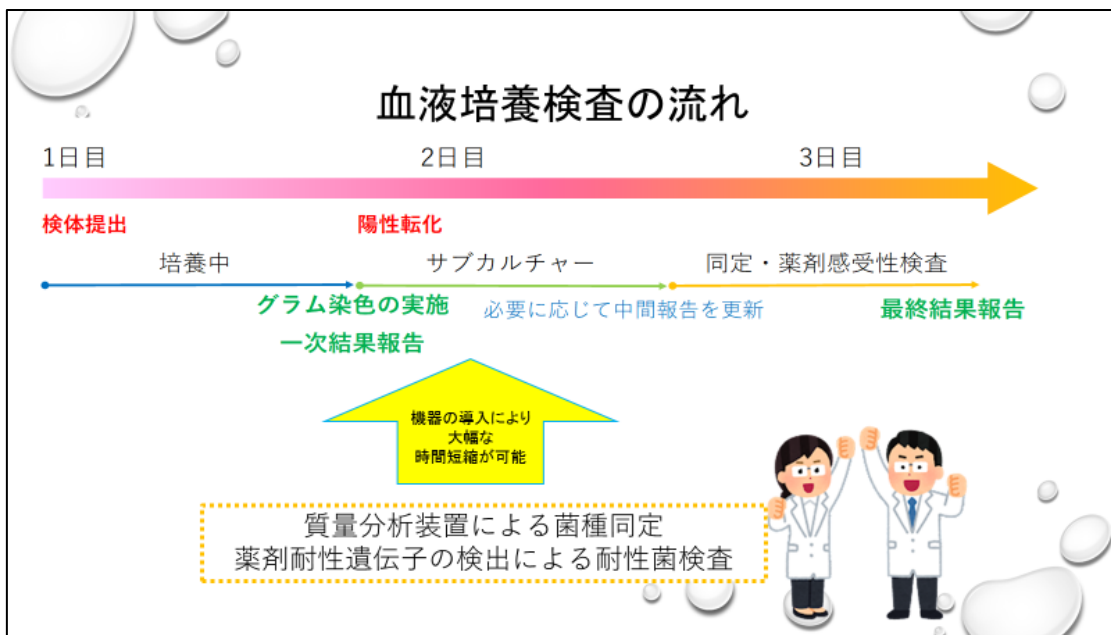 血液培養検査の流れ
1日目
2日目
3日目
検体提出
陽性転化
培養中
サブカルチャー
同定・薬剤感受性検査
グラム染色の実施
一次結果報告
必要に応じて中間報告を更新
最終結果報告
機器の導入により
大幅な
時間短縮が可能
質量分析装置による菌種同定
薬剤耐性遺伝子の検出による耐性菌検査